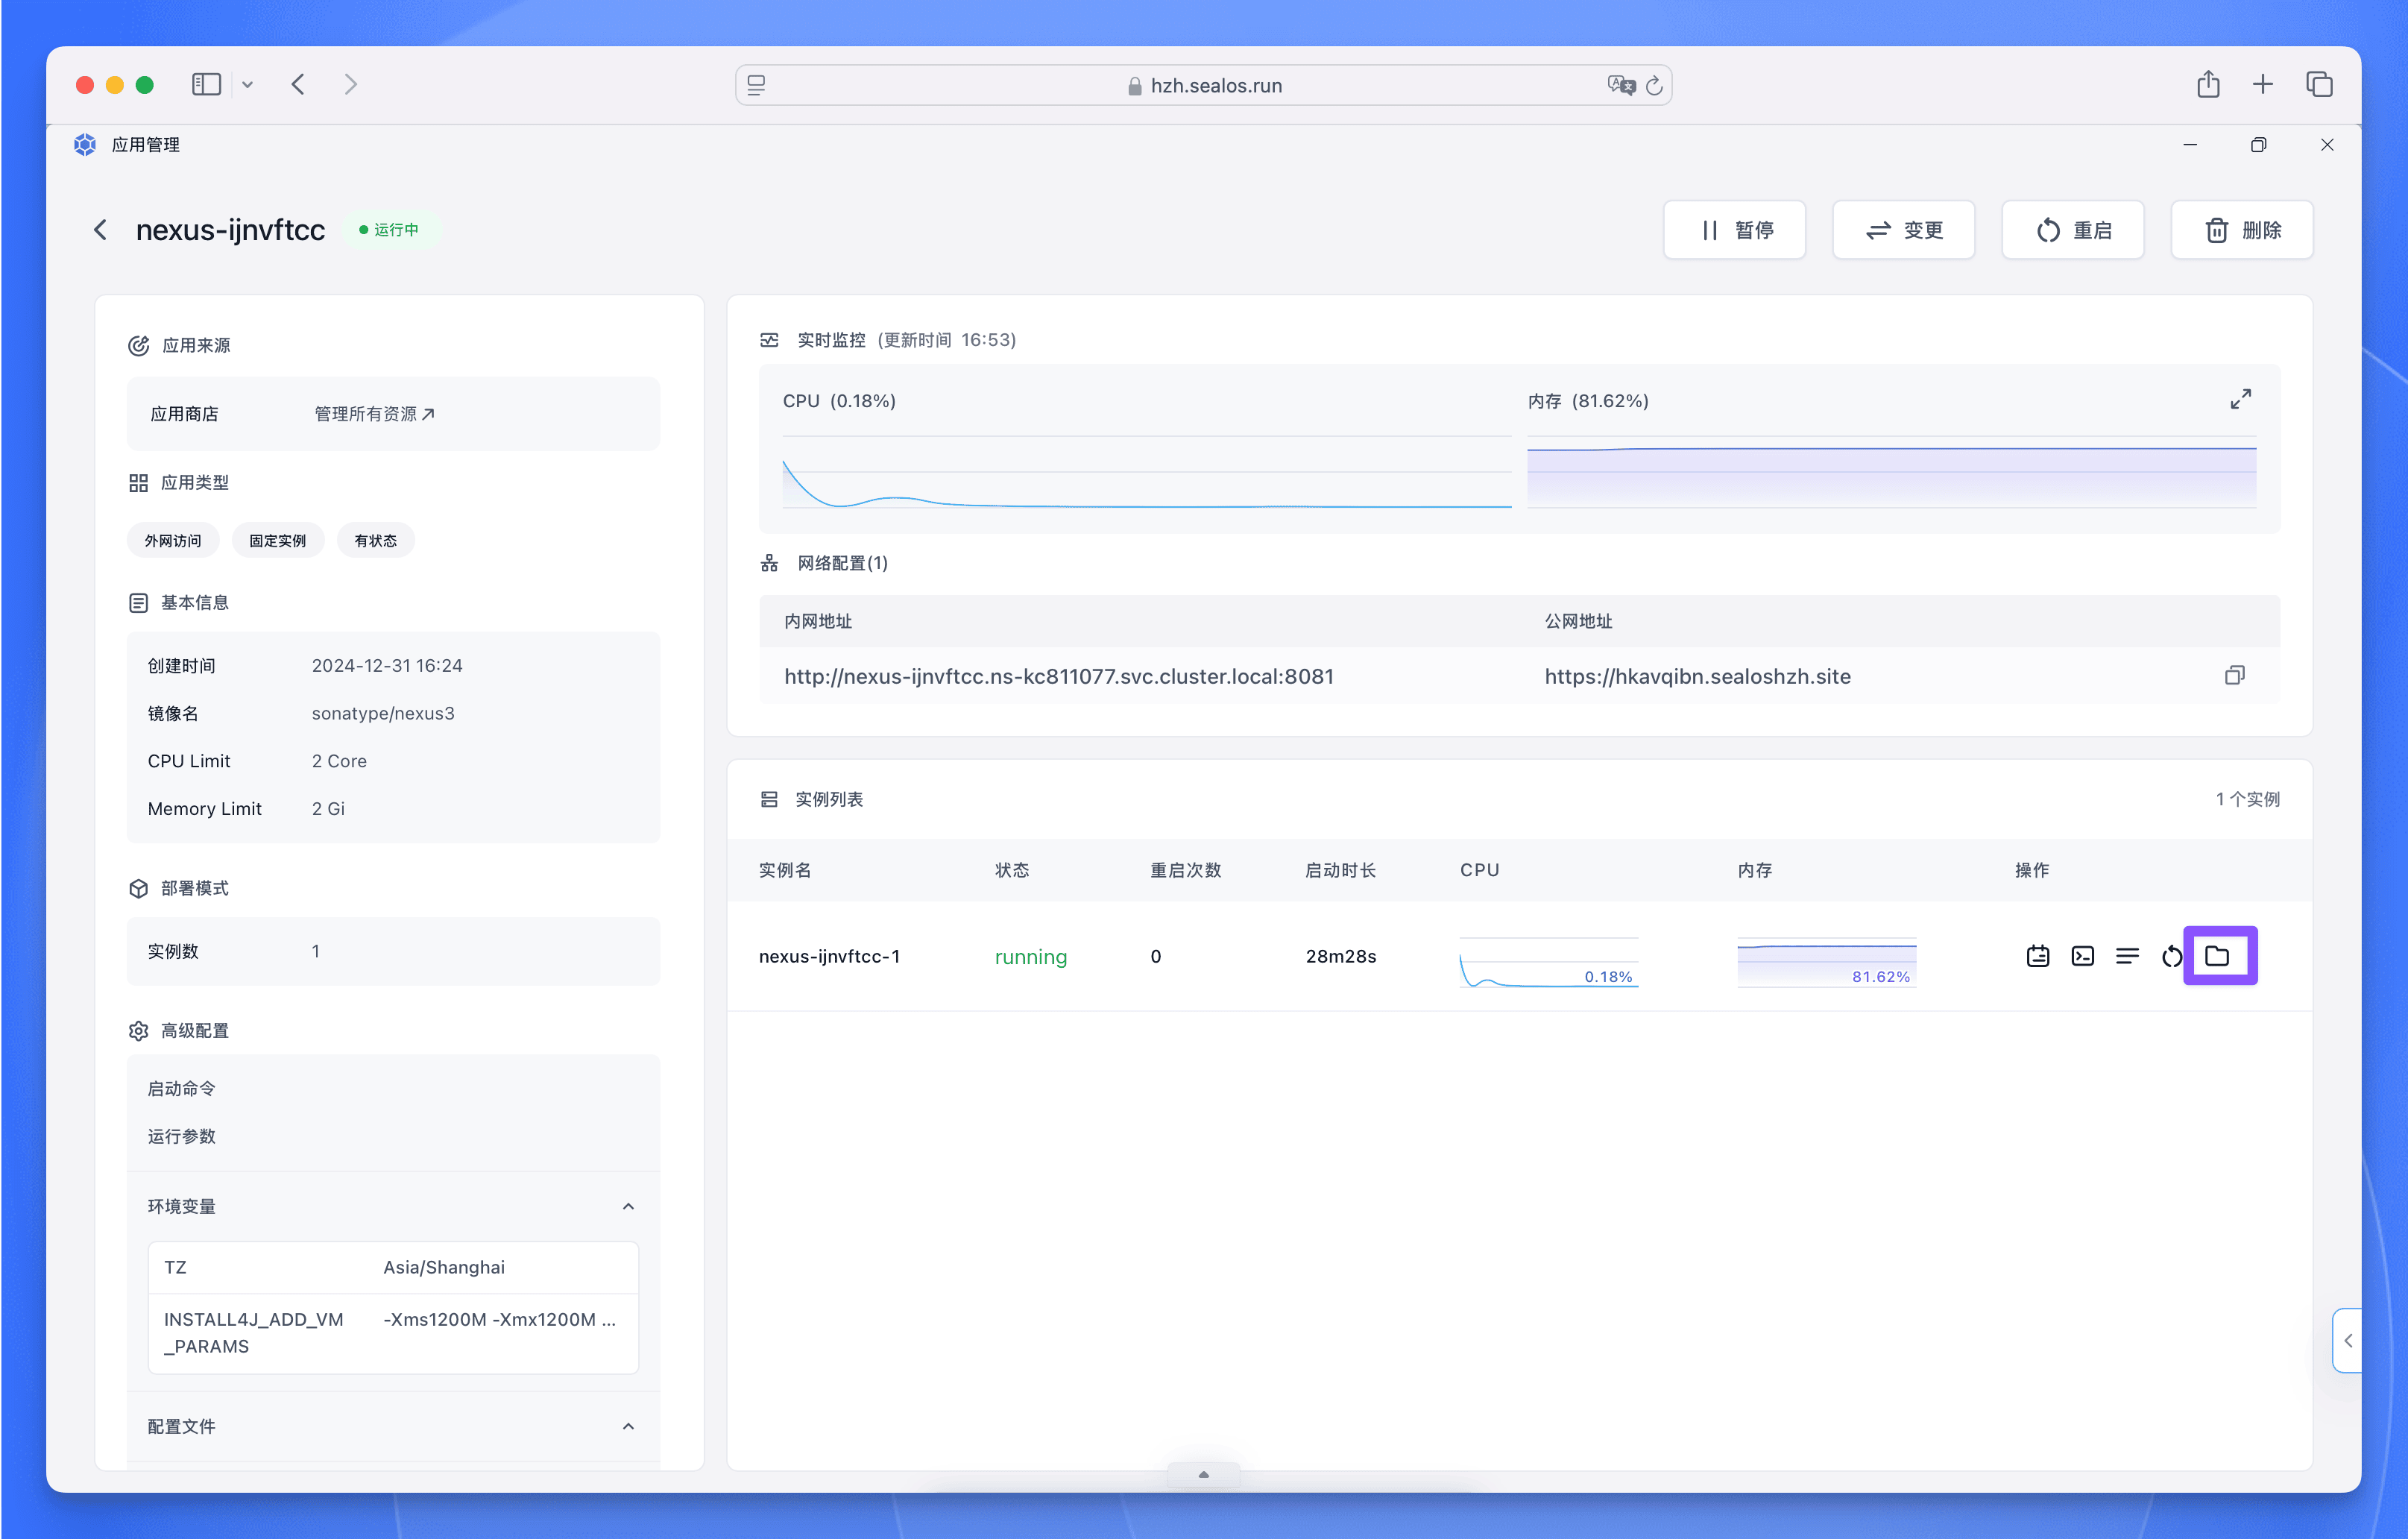 hzh.sealos.run
应用管理
nexus-ijnvftcc
运行中
暂停
变更
重启
删除
应用来源
应用商店
管理所有资源
应用类型
外网访问
固定实例
有状态
基本信息
创建时间 2024-12-31 16:24
镜像名 sonatype/nexus3
CPU Limit 2 Core
Memory Limit 2 Gi
部署模式
实例数 1
高级配置
启动命令
运行参数
环境变量
TZ Asia/Shanghai
INSTALL4J_ADD_VM -Xms1200M -Xmx1200M ...
_PARAMS
配置文件
实时监控 (更新时间 16:53)
CPU (0.18%)
内存 (81.62%)
网络配置(1)
内网地址 公网地址
http://nexus-ijnvftcc.ns-kc811077.svc.cluster.local:8081 https://hkavqibn.sealoshzh.site
实例列表
1 个实例
实例名 状态 重启次数 启动时长 CPU 内存 操作
nexus-ijnvftcc-1 running 0 28m28s 0.18% 81.62%